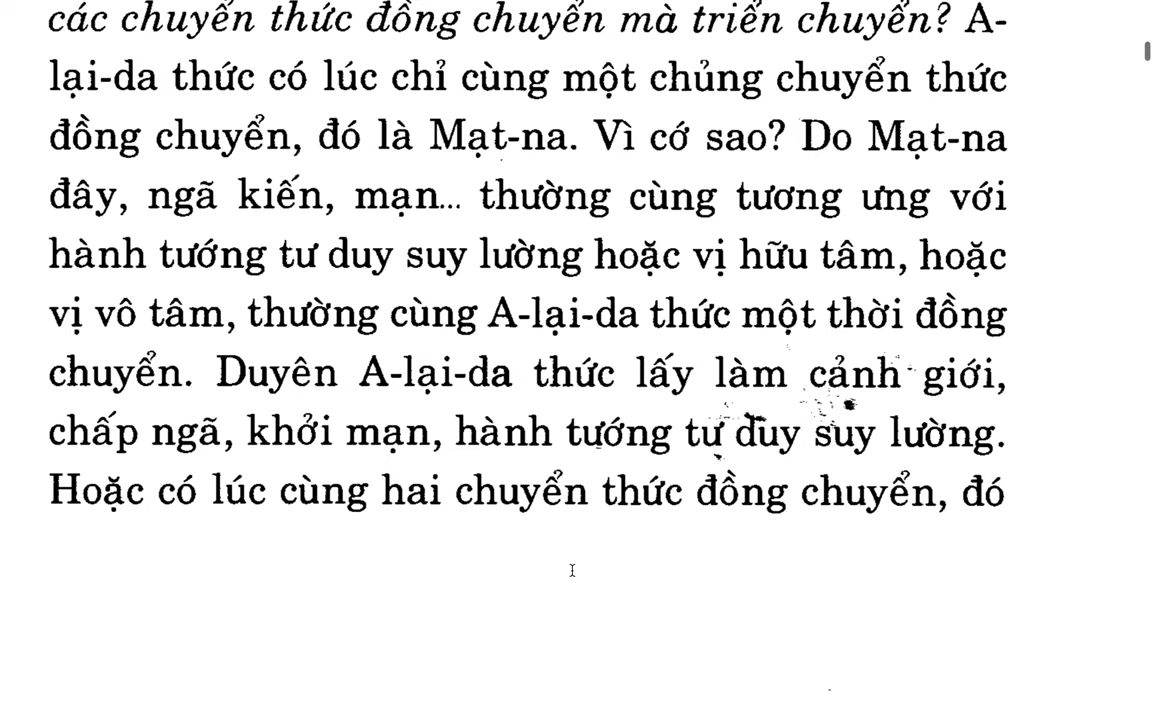 các chuyển thức đồng chuyển mà triển chuyển? A-
lại-da thức có lúc chỉ cùng một chủng chuyển thức
đồng chuyển, đó là Mạt-na. Vì cớ sao? Do Mạt-na
đây, ngã kiến, mạn... thường cùng tương ưng với
hành tướng tư duy suy lường hoặc vị hữu tâm, hoặc
vị vô tâm, thường cùng A-lại-da thức một thời đồng
chuyển. Duyên A-lại-da thức lấy làm cảnh giới,
chấp ngã, khởi mạn, hành tướng tư duy suy lường.
Hoặc có lúc cùng hai chuyển thức đồng chuyển, đó